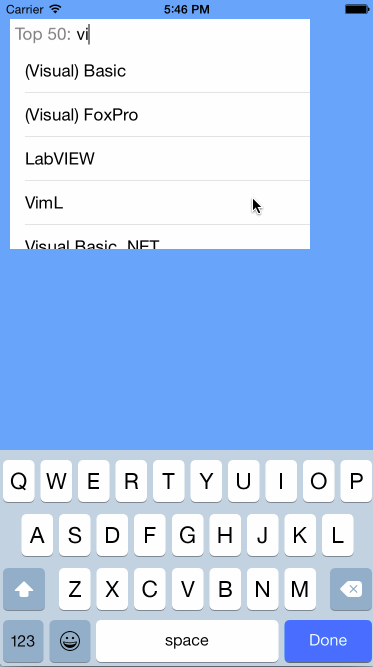 Carrier 5:46 PM
Top 50: vi
(Visual) Basic
(Visual) FoxPro
LabVIEW
VimL
Visual Basic .NET
Q W E R T Y U I O P
A S D F G H J K L
Z X C V B N M
123 space Done